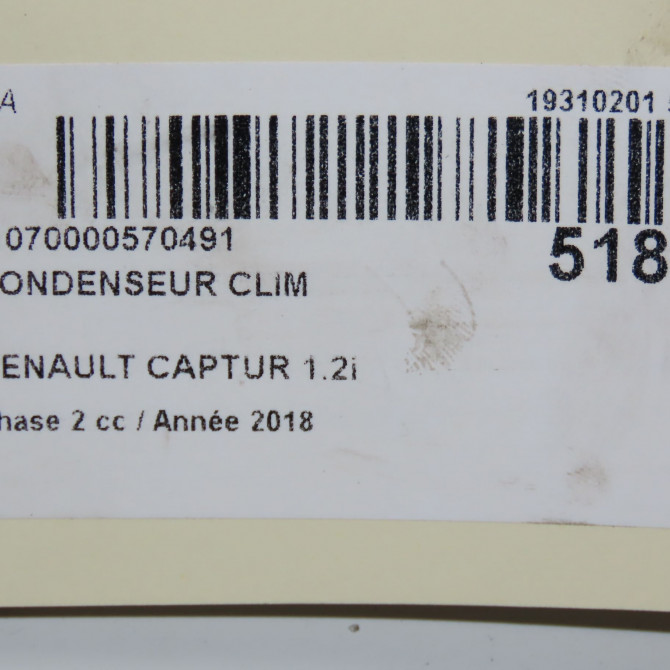 A 19310201
070000570491 518
ONDENSEUR CLIM
ENAULT CAPTUR 1.2i
hase 2 cc / Année 2018